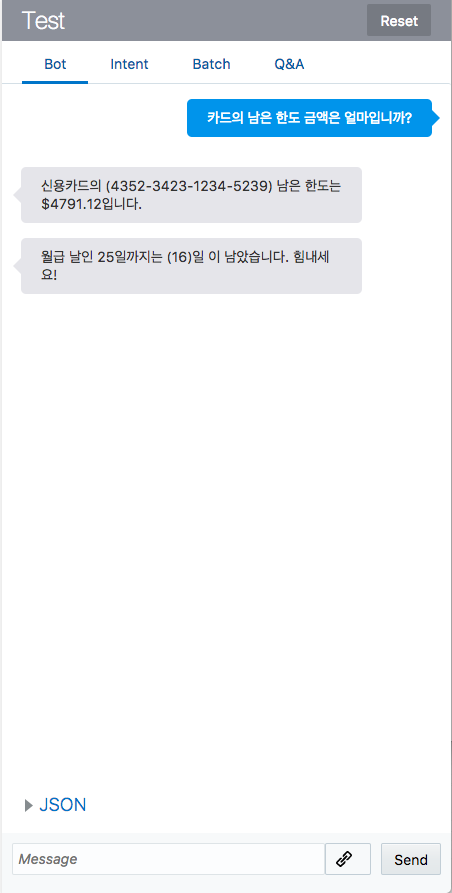 Test
Reset
Bot Intent Batch Q&A
카드의 남은 한도 금액은 얼마입니까?
신용카드의 (4352-3423-1234-5239) 남은 한도는
$4791.12입니다.
월급 날인 25일까지는 (16)일 이 남았습니다. 힘내세
요!
JSON
Message
Send